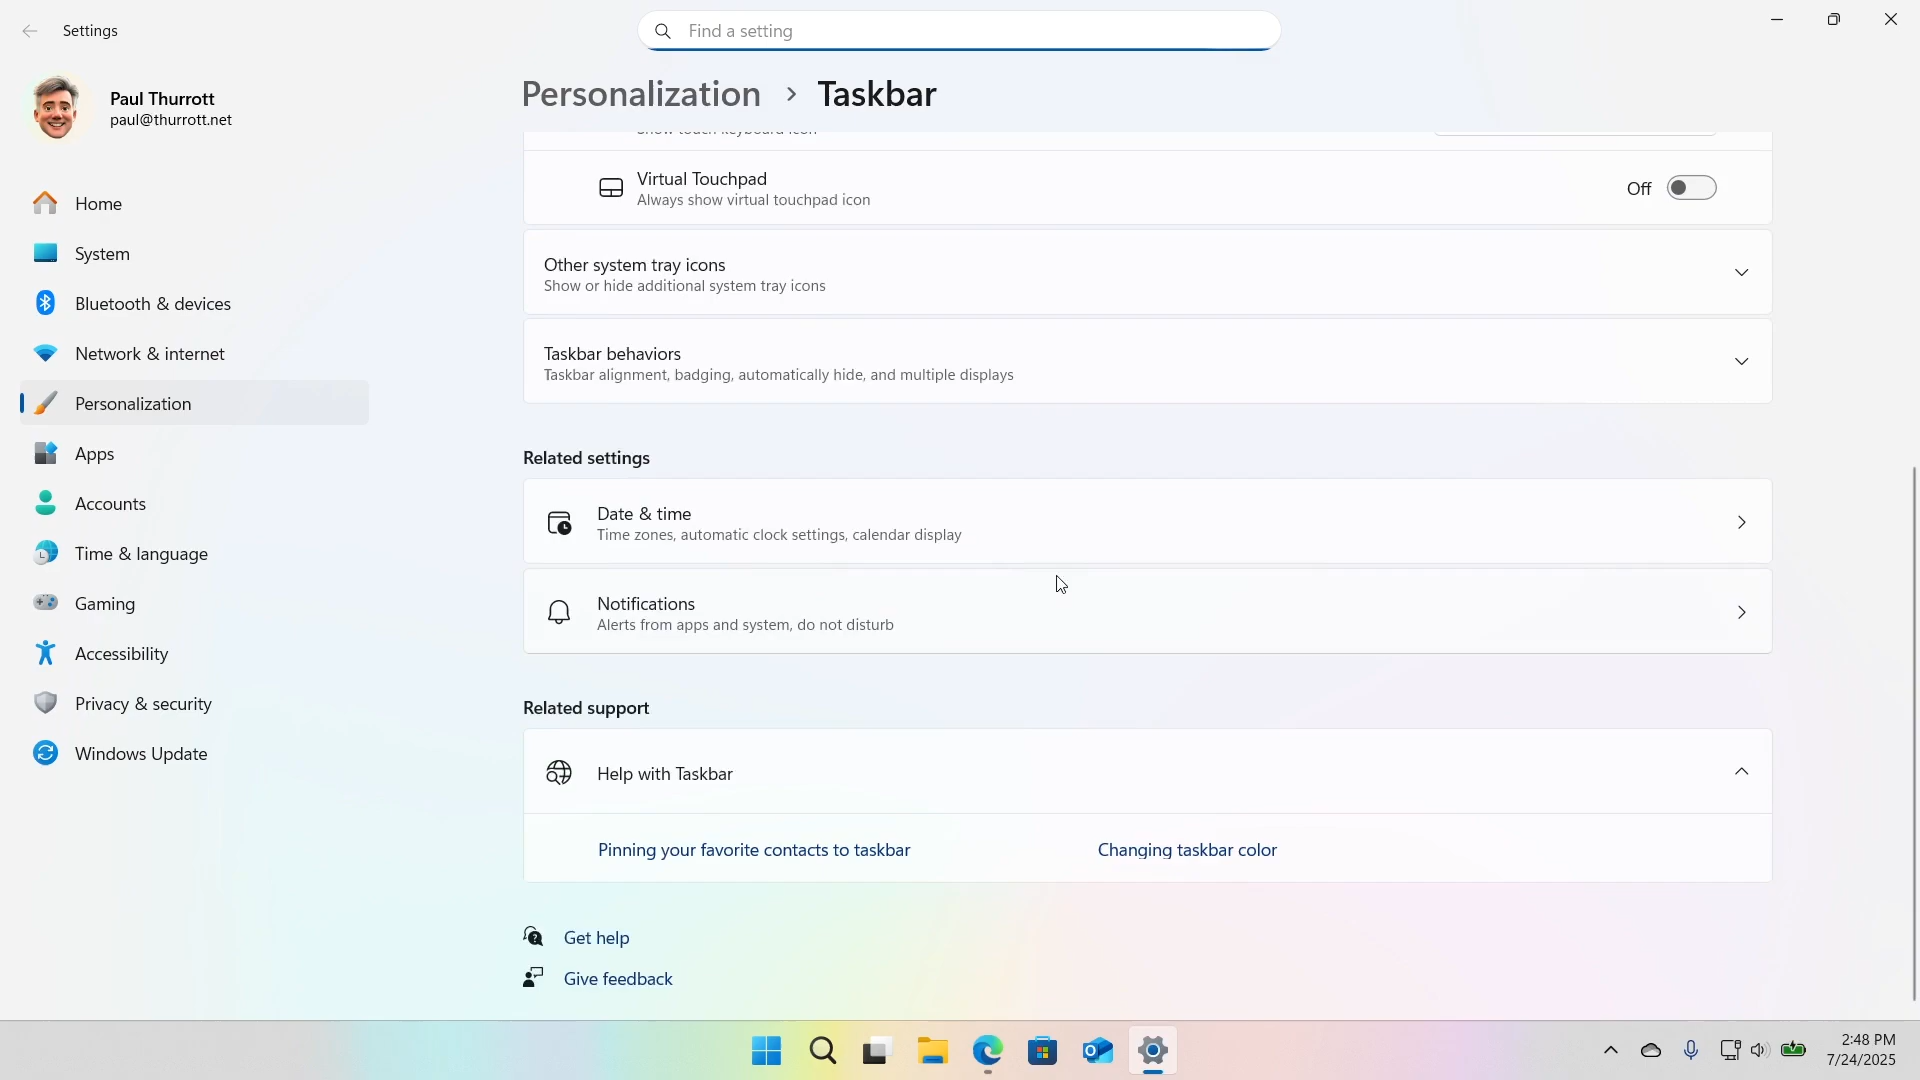 Settings
Find a setting
Paul Thurrott
paul@thurrott.net
Home
System
Bluetooth & devices
Network & internet
Personalization
Apps
Accounts
Time & language
Gaming
Accessibility
Privacy & security
Windows Update
Personalization > Taskbar
Show touch keyboard icon
Virtual Touchpad
Always show virtual touchpad icon
Off
Other system tray icons
Show or hide additional system tray icons
Taskbar behaviors
Taskbar alignment, badging, automatically hide, and multiple displays
Related settings
Date & time
Time zones, automatic clock settings, calendar display
Notifications
Alerts from apps and system, do not disturb
Related support
Help with Taskbar
Pinning your favorite contacts to taskbar
Changing taskbar color
Get help
Give feedback
2:48 PM
7/24/2025